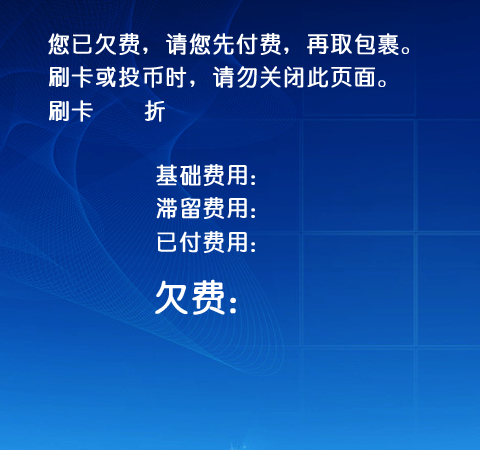 您已欠费，请您先付费，再取包裹。
刷卡或投币时，请勿关闭此页面。
刷卡 折
基础费用:
滞留费用:
已付费用:
欠费: